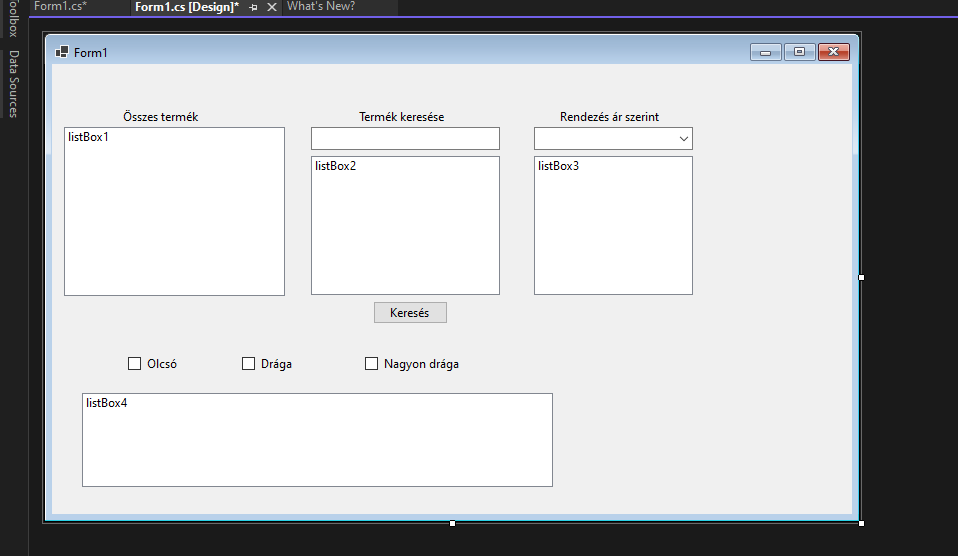 Form1.cs*
Form1.cs [Design]*
What's New?
Data Sources
Form1
Összes termék
Termék keresése
Rendezés ár szerint
listBox1
listBox2
listBox3
Keresés
Olcsó
Drága
Nagyon drága
listBox4